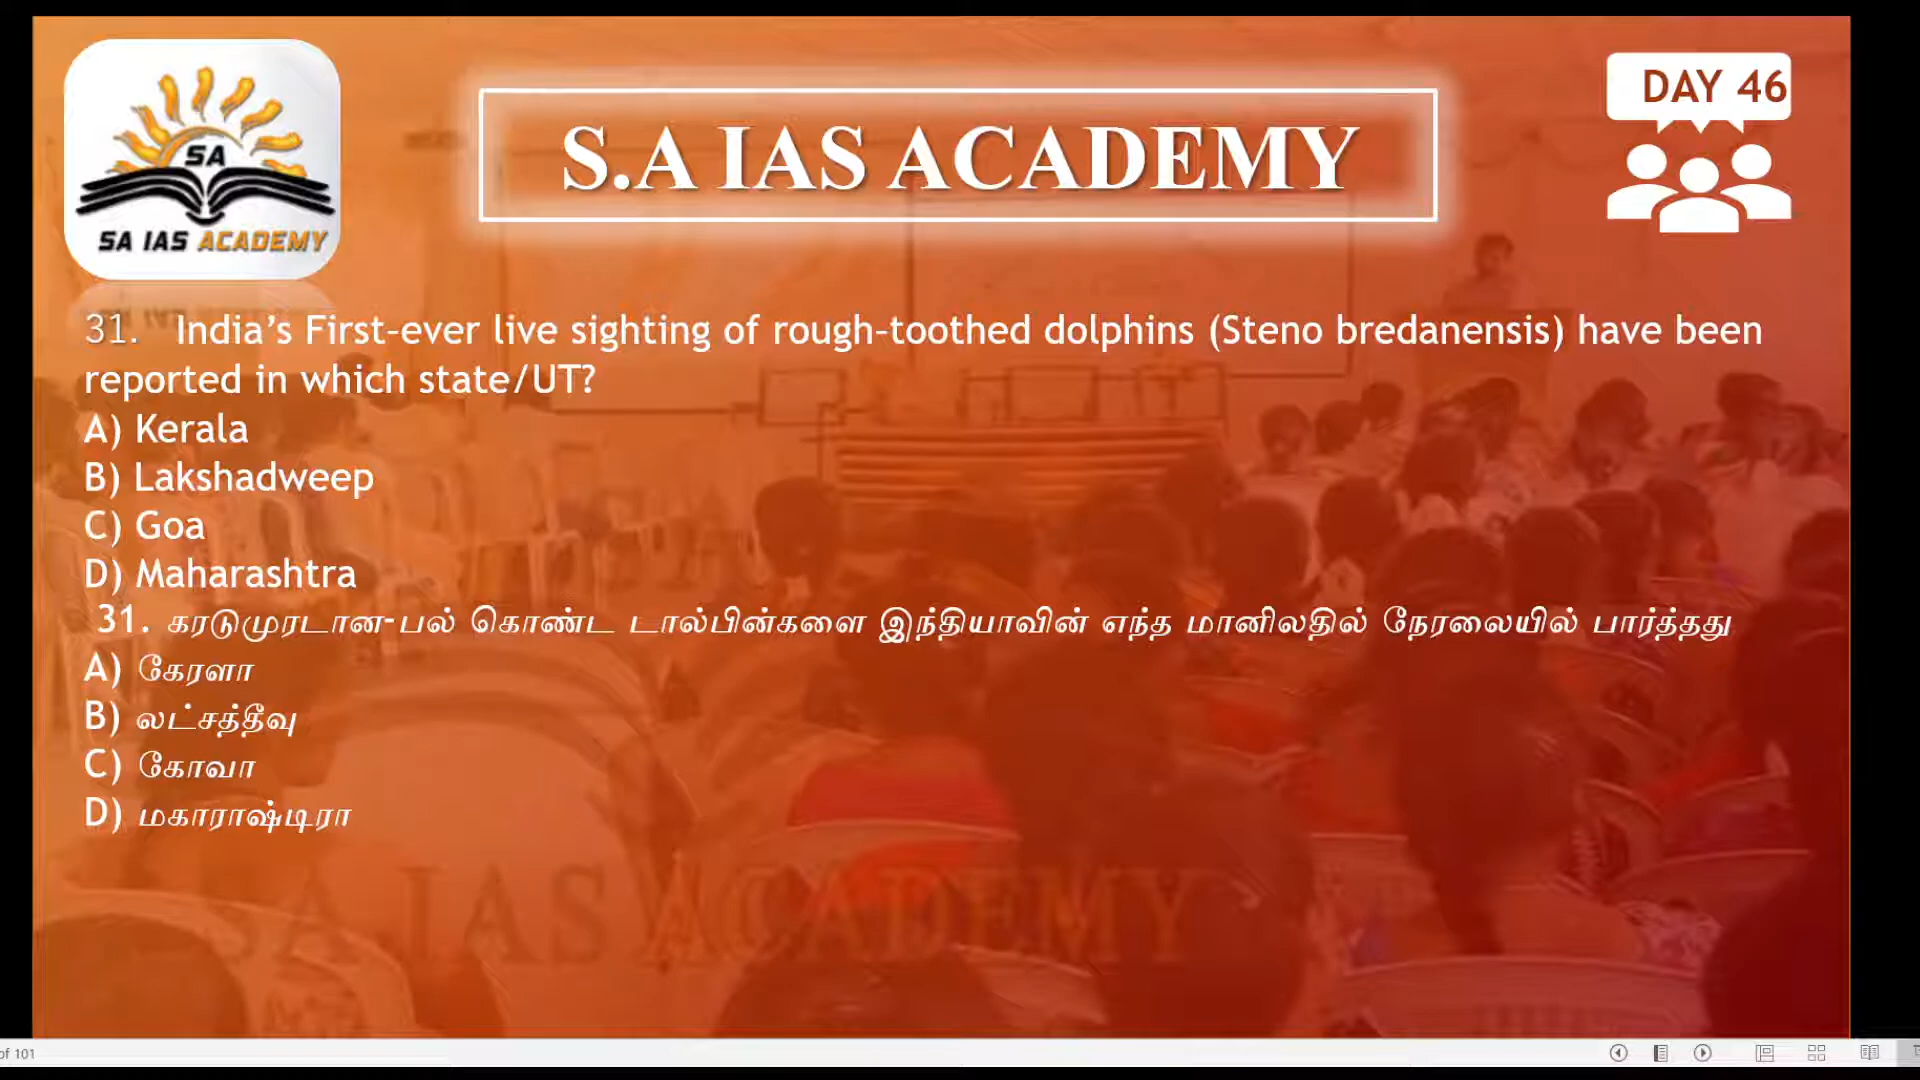 SA
SA IAS ACADEMY
S.A IAS ACADEMY
DAY 46
31. India’s First-ever live sighting of rough-toothed dolphins (Steno bredanensis) have been
reported in which state/UT?
A) Kerala
B) Lakshadweep
C) Goa
D) Maharashtra
31. கரடுமுரடான-பல் கொண்ட டால்பின்களை இந்தியாவின் எந்த மானிலதில் நேரலையில் பார்த்தது
A) கேரளா
B) லட்சத்தீவு
C) கோவா
D) மகாராஷ்டிரா
SA IAS ACADEMY
of 101